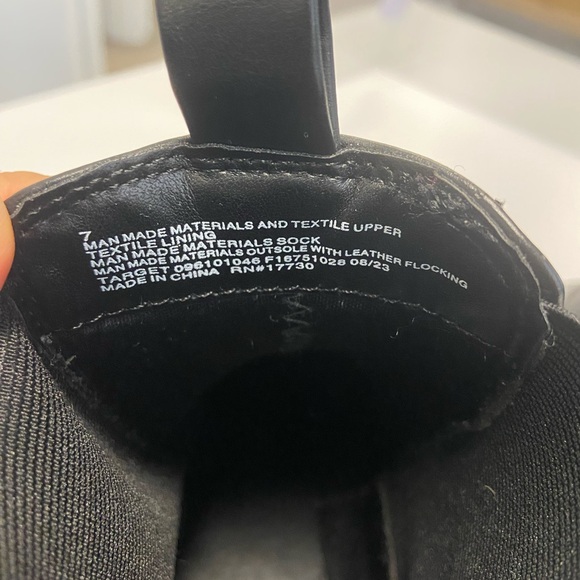 7
MAN MADE MATERIALS AND TEXTILE UPPER
TEXTILE LINING
MAN MADE MATERIALS SOCK
MAN MADE MATERIALS OUTSOLE WITH LEATHER FLOCKING
TARGET 096101046 F16751028 08/23
MADE IN CHINA RN#17730